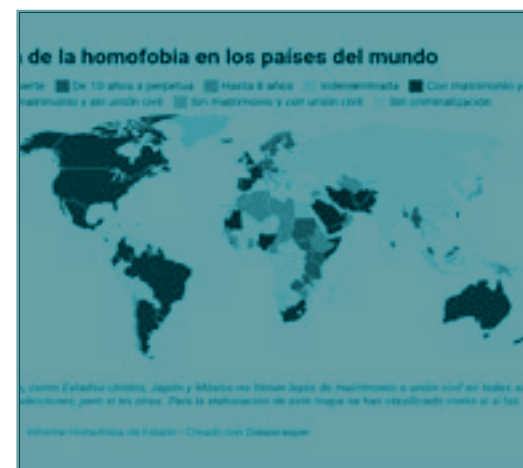 de la homofobia en los países del mundo
De 10 años a perpetua Hasta 8 años Indeterminada Con matrimonio y
matrimonio y sin unión civil Sin matrimonio y con unión civil Sin criminalización
como Estados Unidos, Japón y México no tienen leyes de matrimonio o unión civil en todas
pero sí en otras. Para la elaboración de este mapa se han clasificado como si
Informe Homofobia de Estado · Creado con Datawrapper